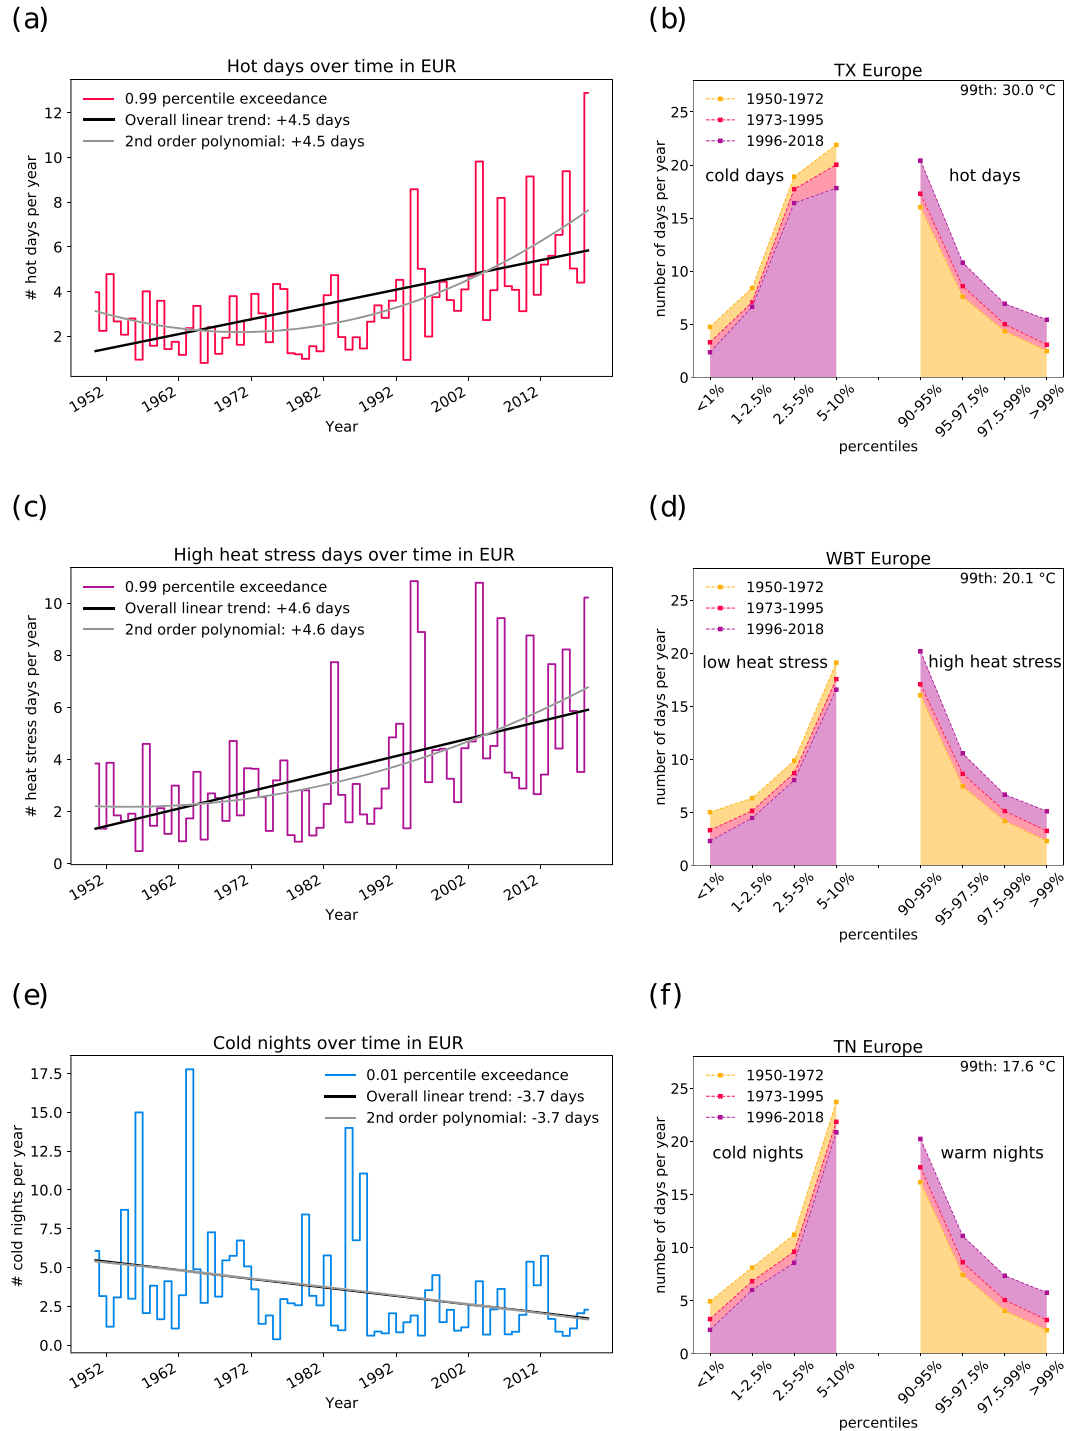 (a)
Hot days over time in EUR
0.99 percentile exceedance
Overall linear trend: +4.5 days
2nd order polynomial: +4.5 days
# hot days per year
12
10
8
6
4
2
1952
1962
1972
1982
1992
2002
2012
Year
(b)
TX Europe
99th: 30.0 °C
1950-1972
1973-1995
1996-2018
cold days
hot days
number of days per year
25
20
15
10
5
0
<1%
1-2.5%
2.5-5%
5-10%
90-95%
95-97.5%
97.5-99%
>99%
percentiles
(c)
High heat stress days over time in EUR
0.99 percentile exceedance
Overall linear trend: +4.6 days
2nd order polynomial: +4.6 days
# heat stress days per year
10
8
6
4
2
0
1952
1962
1972
1982
1992
2002
2012
Year
(d)
WBT Europe
99th: 20.1 °C
1950-1972
1973-1995
1996-2018
low heat stress
high heat stress
number of days per year
25
20
15
10
5
0
<1%
1-2.5%
2.5-5%
5-10%
90-95%
95-97.5%
97.5-99%
>99%
percentiles
(e)
Cold nights over time in EUR
0.01 percentile exceedance
Overall linear trend: -3.7 days
2nd order polynomial: -3.7 days
# cold nights per year
17.5
15.0
12.5
10.0
7.5
5.0
2.5
0.0
1952
1962
1972
1982
1992
2002
2012
Year
(f)
TN Europe
99th: 17.6 °C
1950-1972
1973-1995
1996-2018
cold nights
warm nights
number of days per year
25
20
15
10
5
0
<1%
1-2.5%
2.5-5%
5-10%
90-95%
95-97.5%
97.5-99%
>99%
percentiles